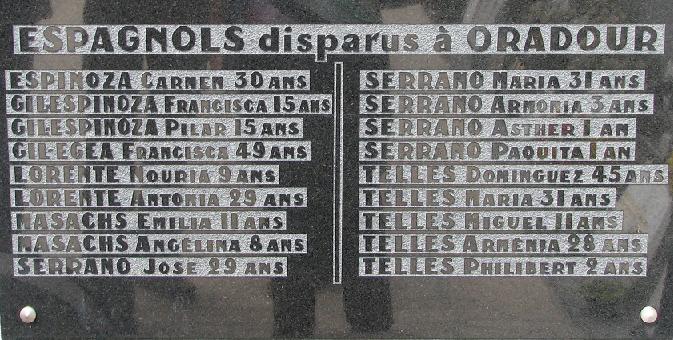 ESPAGNOLS disparus à ORADOUR
ESPINOZA CARMEN 30 ANS
GILESPINOZA FRANCISCA 15 ANS
GILESPINOZA PILAR 15 ANS
GIL-EGEA FRANCISCA 49 ANS
LORENTE NOURIA 9 ANS
LORENTE ANTONIA 29 ANS
MASACHS EMILIA 11 ANS
MASACHS ANGÉLINA 8 ANS
SERRANO JOSÉ 29 ANS
SERRANO MARIA 31 ANS
SERRANO ARMONIA 3 ANS
SERRANO ASTHER 1 AN
SERRANO PAQUITA 1 AN
TELLES DOMINGUEZ 45 ANS
TELLES MARIA 31 ANS
TELLES MIGUEL 11 ANS
TELLES ARMÉNIA 28 ANS
TELLES PHILIBERT 2 ANS